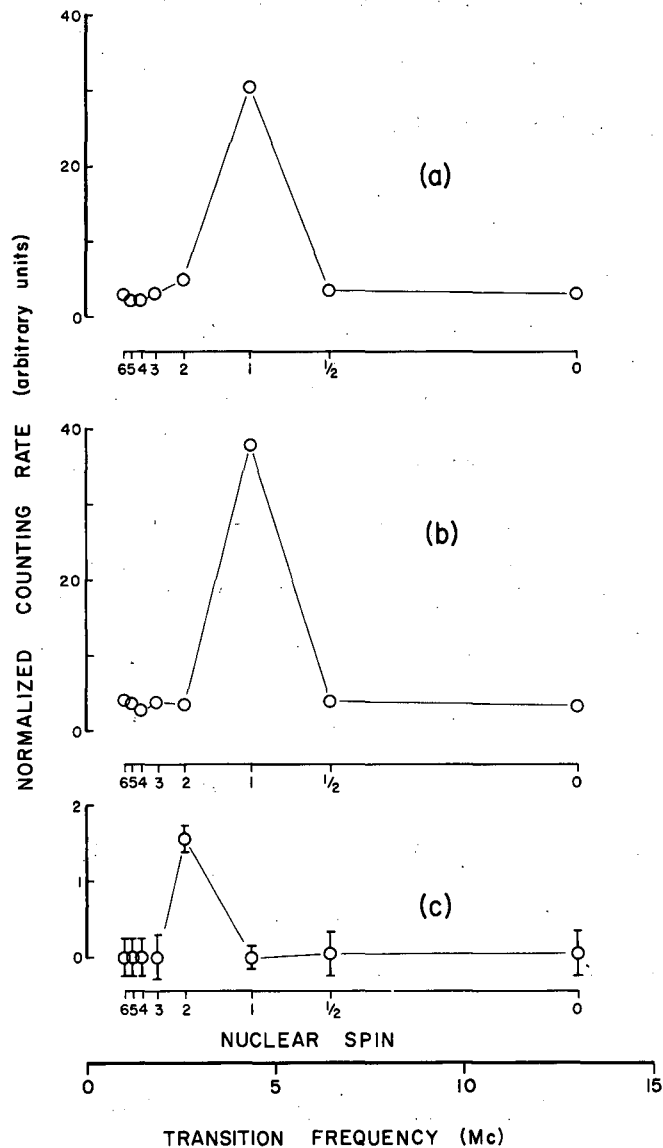 NORMALIZED COUNTING RATE (arbitrary units)
40
20
0
(a)
6 5 4 3 2 1 1/2 0
40
20
0
(b)
6 5 4 3 2 1 1/2 0
2
1
0
(c)
6 5 4 3 2 1 1/2 0
NUCLEAR SPIN
0 5 10 15
TRANSITION FREQUENCY (Mc)